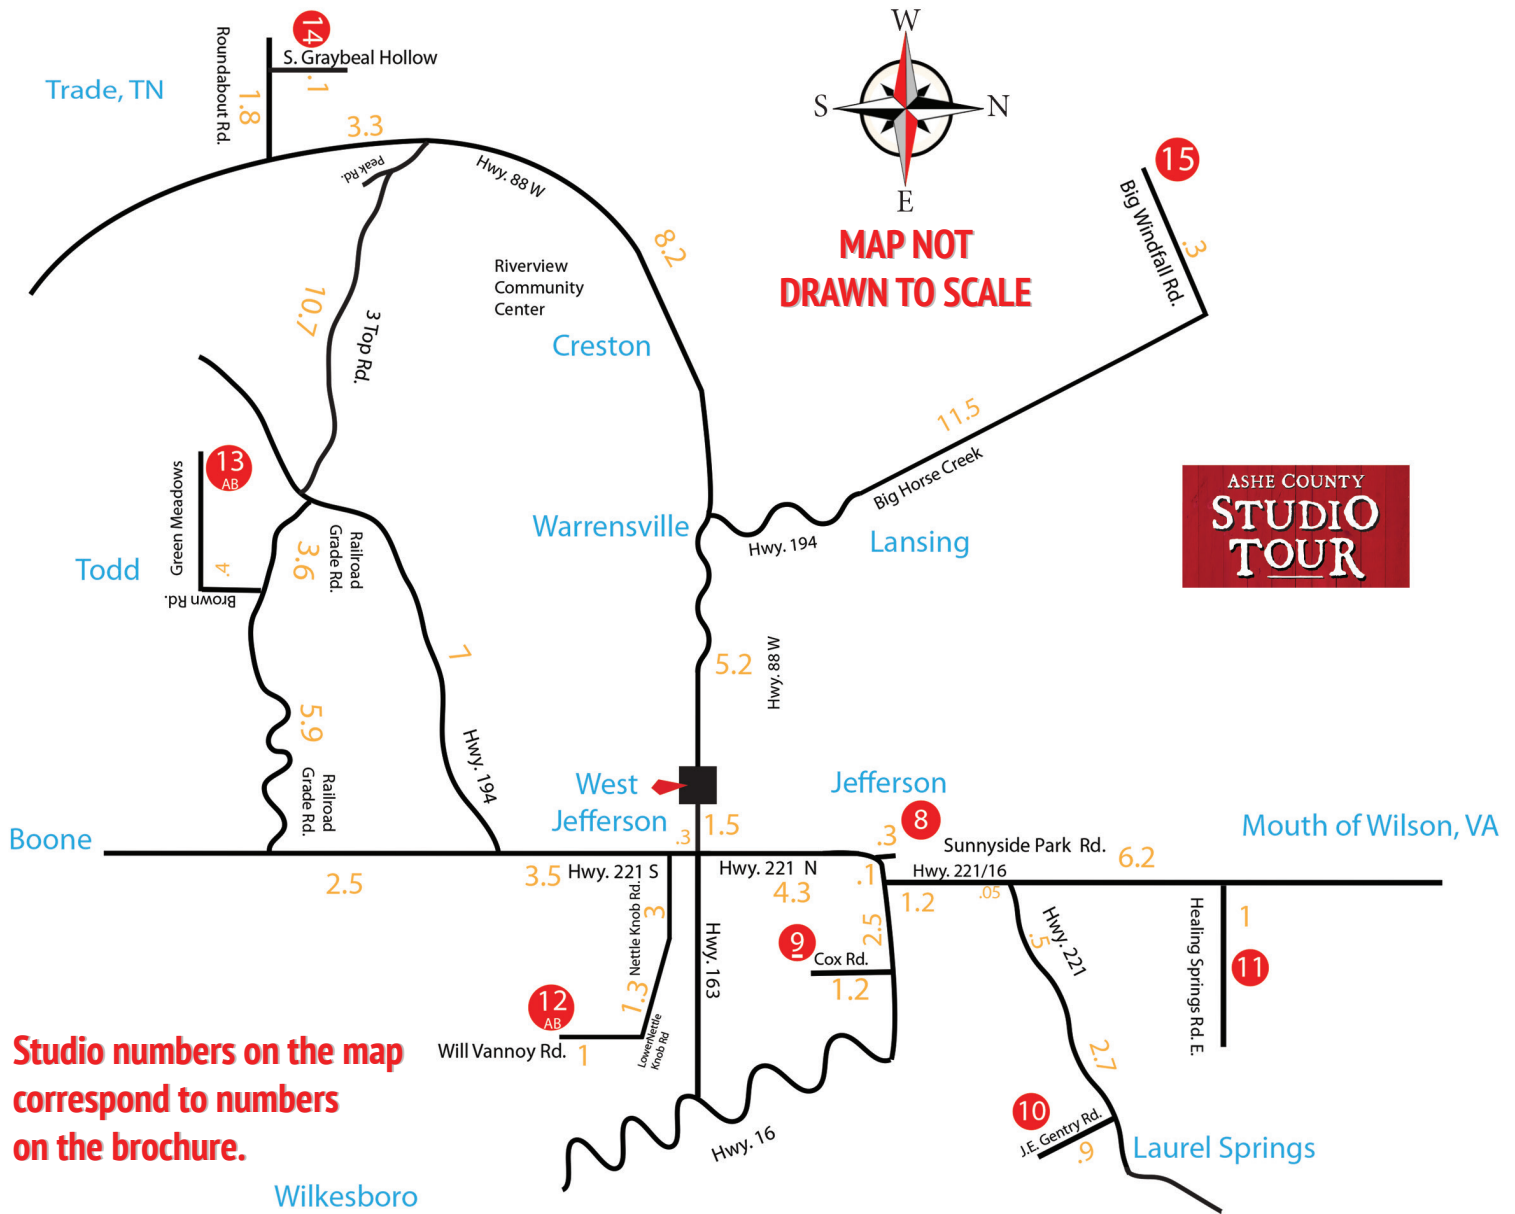 14
S. Graybeal Hollow
.1
Roundabout Rd.
1.8
Trade, TN
3.3
Peak Rd.
Hwy. 88 W
8.2
W
S
N
E
MAP NOT
DRAWN TO SCALE
15
Big Windfall Rd.
.3
Riverview
Community
Center
Creston
10.7
3 Top Rd.
11.5
Big Horse Creek
Hwy. 194
Lansing
Warrensville
ASHE COUNTY
STUDIO
TOUR
13
AB
Green Meadows
.4
Brown Rd.
Todd
3.6
Railroad
Grade Rd.
7
Hwy. 194
5.9
Railroad
Grade Rd.
5.2
Hwy. 88 W
West
Jefferson
.3
1.5
Jefferson
.3
8
Sunnyside Park Rd.
6.2
Mouth of Wilson, VA
Boone
2.5
3.5
Hwy. 221 S
Hwy. 221 N
4.3
.1
Hwy. 221/16
1.2
.05
Nettle Knob Rd.
3
1.3
Lower Nettle
Knob Rd
12
AB
Will Vannoy Rd.
1
Hwy. 163
9
Cox Rd.
1.2
2.5
Hwy. 16
.5
Hwy. 221
2.7
10
J.E. Gentry Rd.
.9
Laurel Springs
Healing Springs Rd. E.
1
11
Studio numbers on the map
correspond to numbers
on the brochure.
Wilkesboro